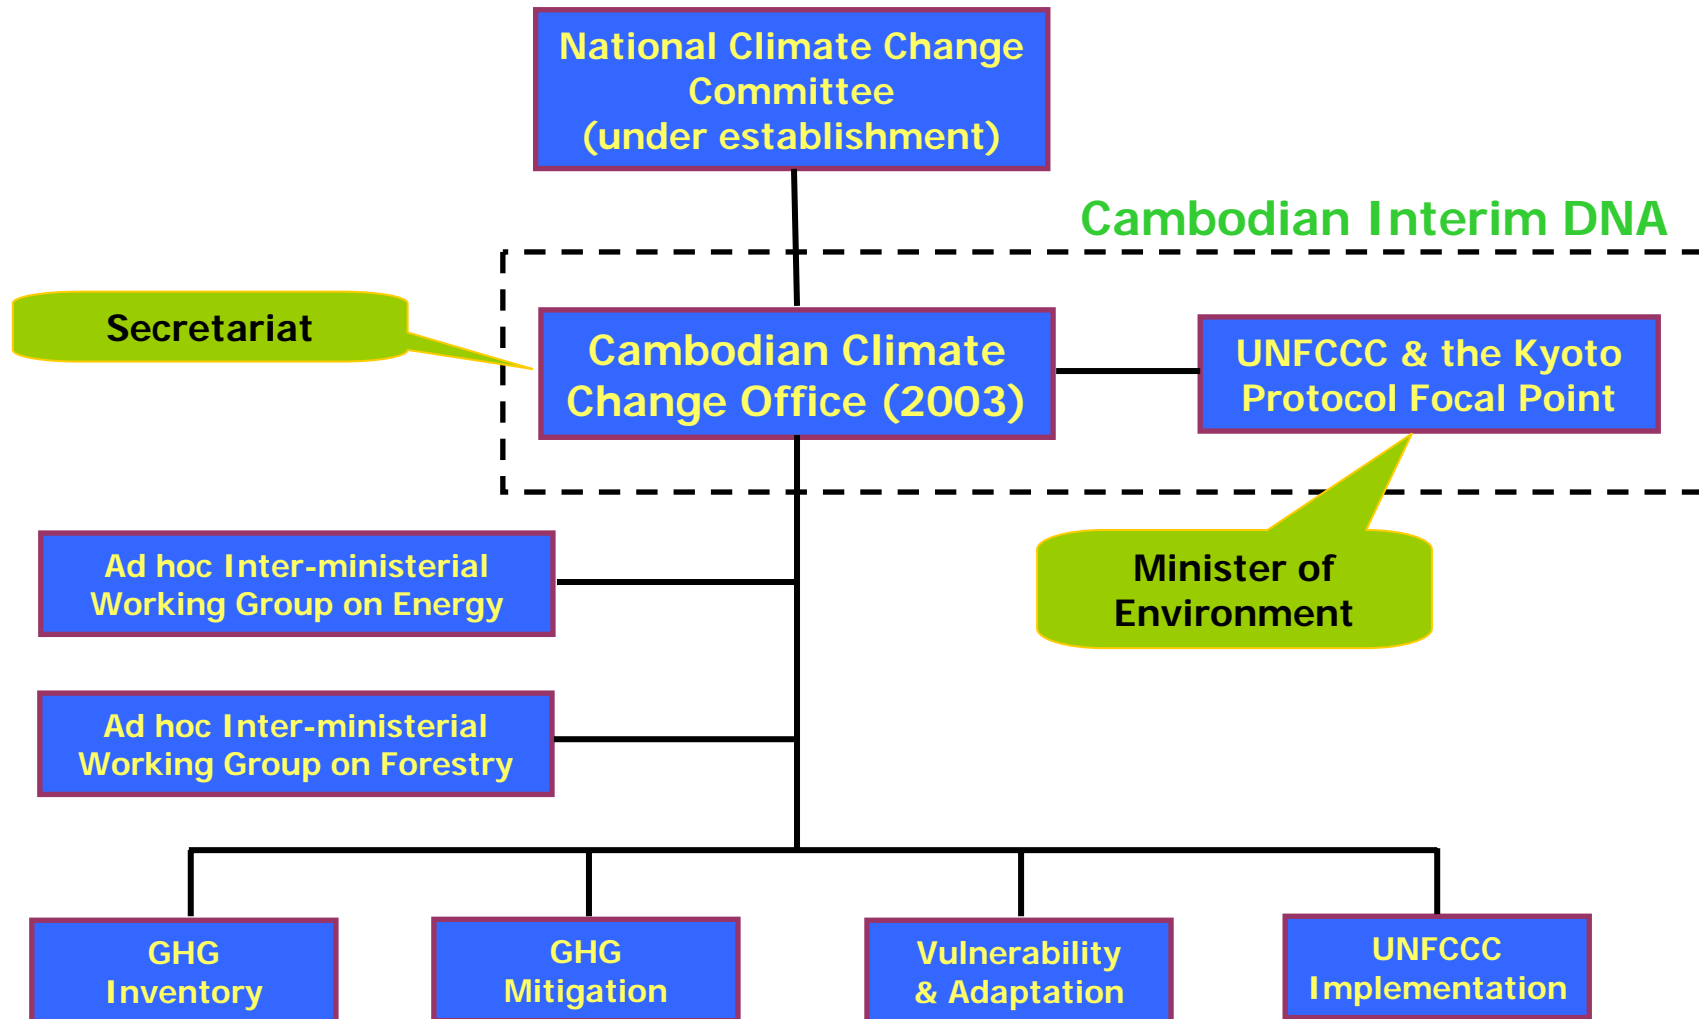 National Climate Change
Committee
(under establishment)
Cambodian Interim DNA
Secretariat
Cambodian Climate
Change Office (2003)
UNFCCC & the Kyoto
Protocol Focal Point
Minister of
Environment
Ad hoc Inter-ministerial
Working Group on Energy
Ad hoc Inter-ministerial
Working Group on Forestry
GHG
Inventory
GHG
Mitigation
Vulnerability
& Adaptation
UNFCCC
Implementation